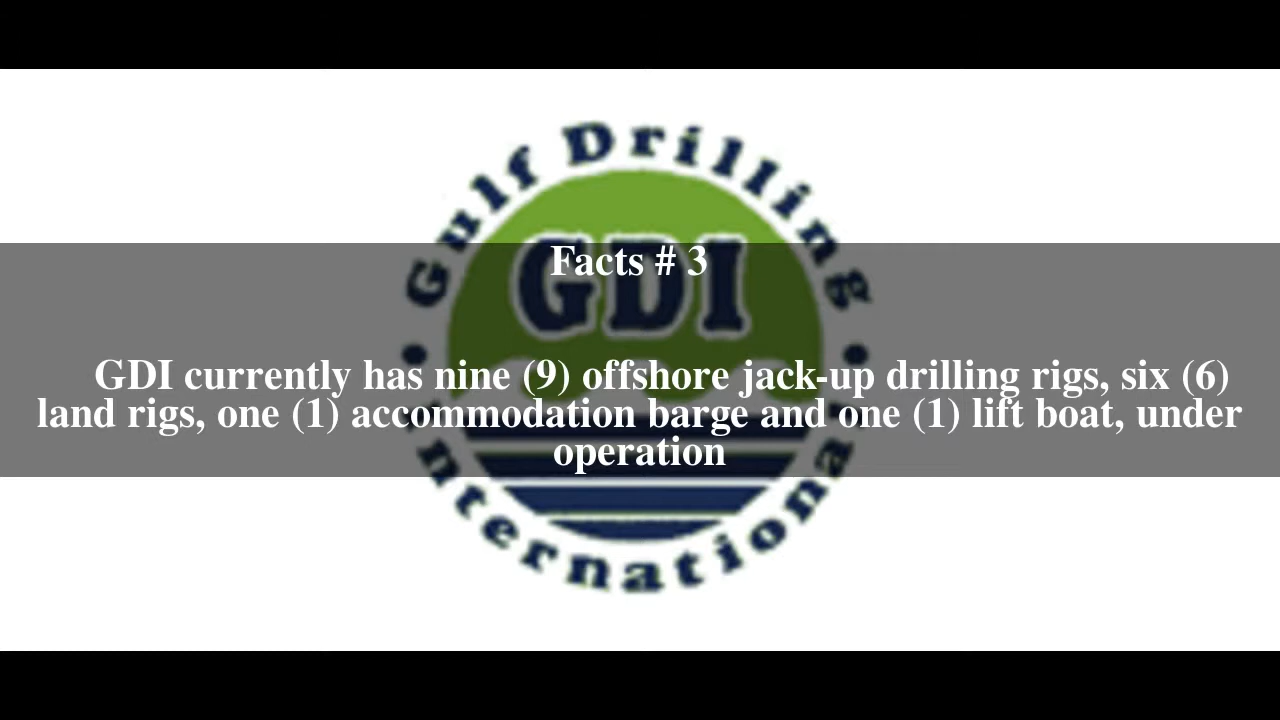 Gulf Drilling
GDI
Facts # 3
GDI currently has nine (9) offshore jack-up drilling rigs, six (6)
land rigs, one (1) accommodation barge and one (1) lift boat, under
operation
International